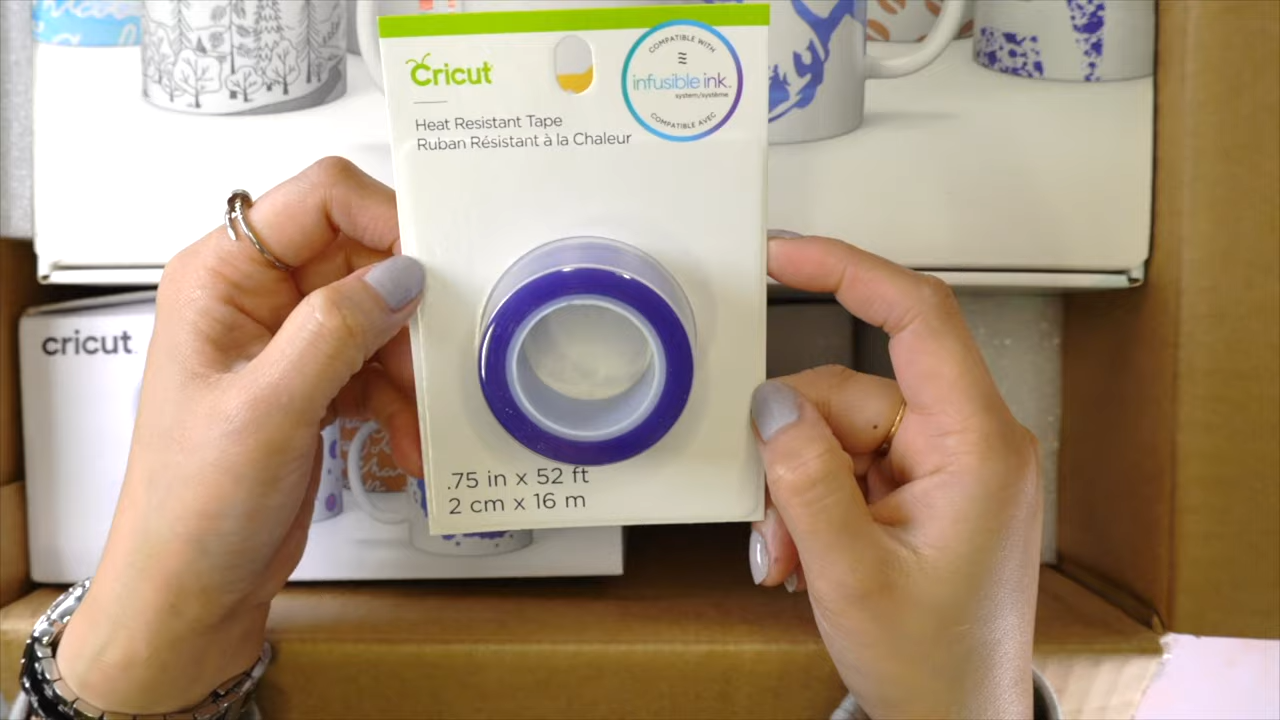 Cricut
COMPATIBLE WITH
infusible ink.
system/système
COMPATIBLE AVEC
Heat Resistant Tape
Ruban Résistant à la Chaleur
cricut
.75 in x 52 ft
2 cm x 16 m